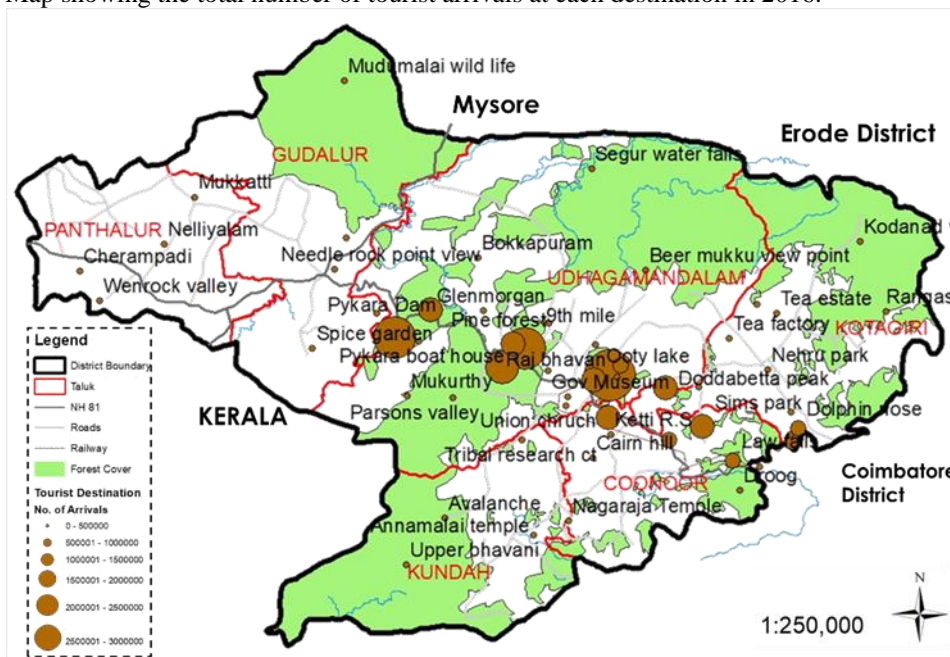 Map showing the total number of tourist arrivals at each destination in 2018.
Mudumalai wild life
Mysore
Erode District
GUDALUR
Segur water falls
Mukkatti
PANTHALUR
Nelliyalam
Kodanad
Cherampadi
Needle rock point view
Bokkapuram
Beer mukku view point
UDHAGAMANDALAM
Wenrock valley
Pykara Dam
Glenmorgan
Tea estate
Rangas
Spice garden
Pine forest
9th mile
Tea factory
KOTAGIRI
Pykara boat house
Raj bhavan
Ooty lake
Nehru park
Mukurthy
Gov Museum
Doddabetta peak
KERALA
Parsons valley
Sims park
Dolphin nose
Union chruch
Ketti R.S
Cairn hill
Law falls
Tribal research ct
Coimbatore
District
COONOOR
Droog
Avalanche
Nagaraja Temple
Annamalai temple
Upper bhavani
KUNDAH
Legend
District Boundary
Taluk
NH 81
Roads
Railway
Forest Cover
Tourist Destination
No. of Arrivals
0 - 500000
500001 - 1000000
1000001 - 1500000
1500001 - 2000000
2000001 - 2500000
2500001 - 3000000
1:250,000
N